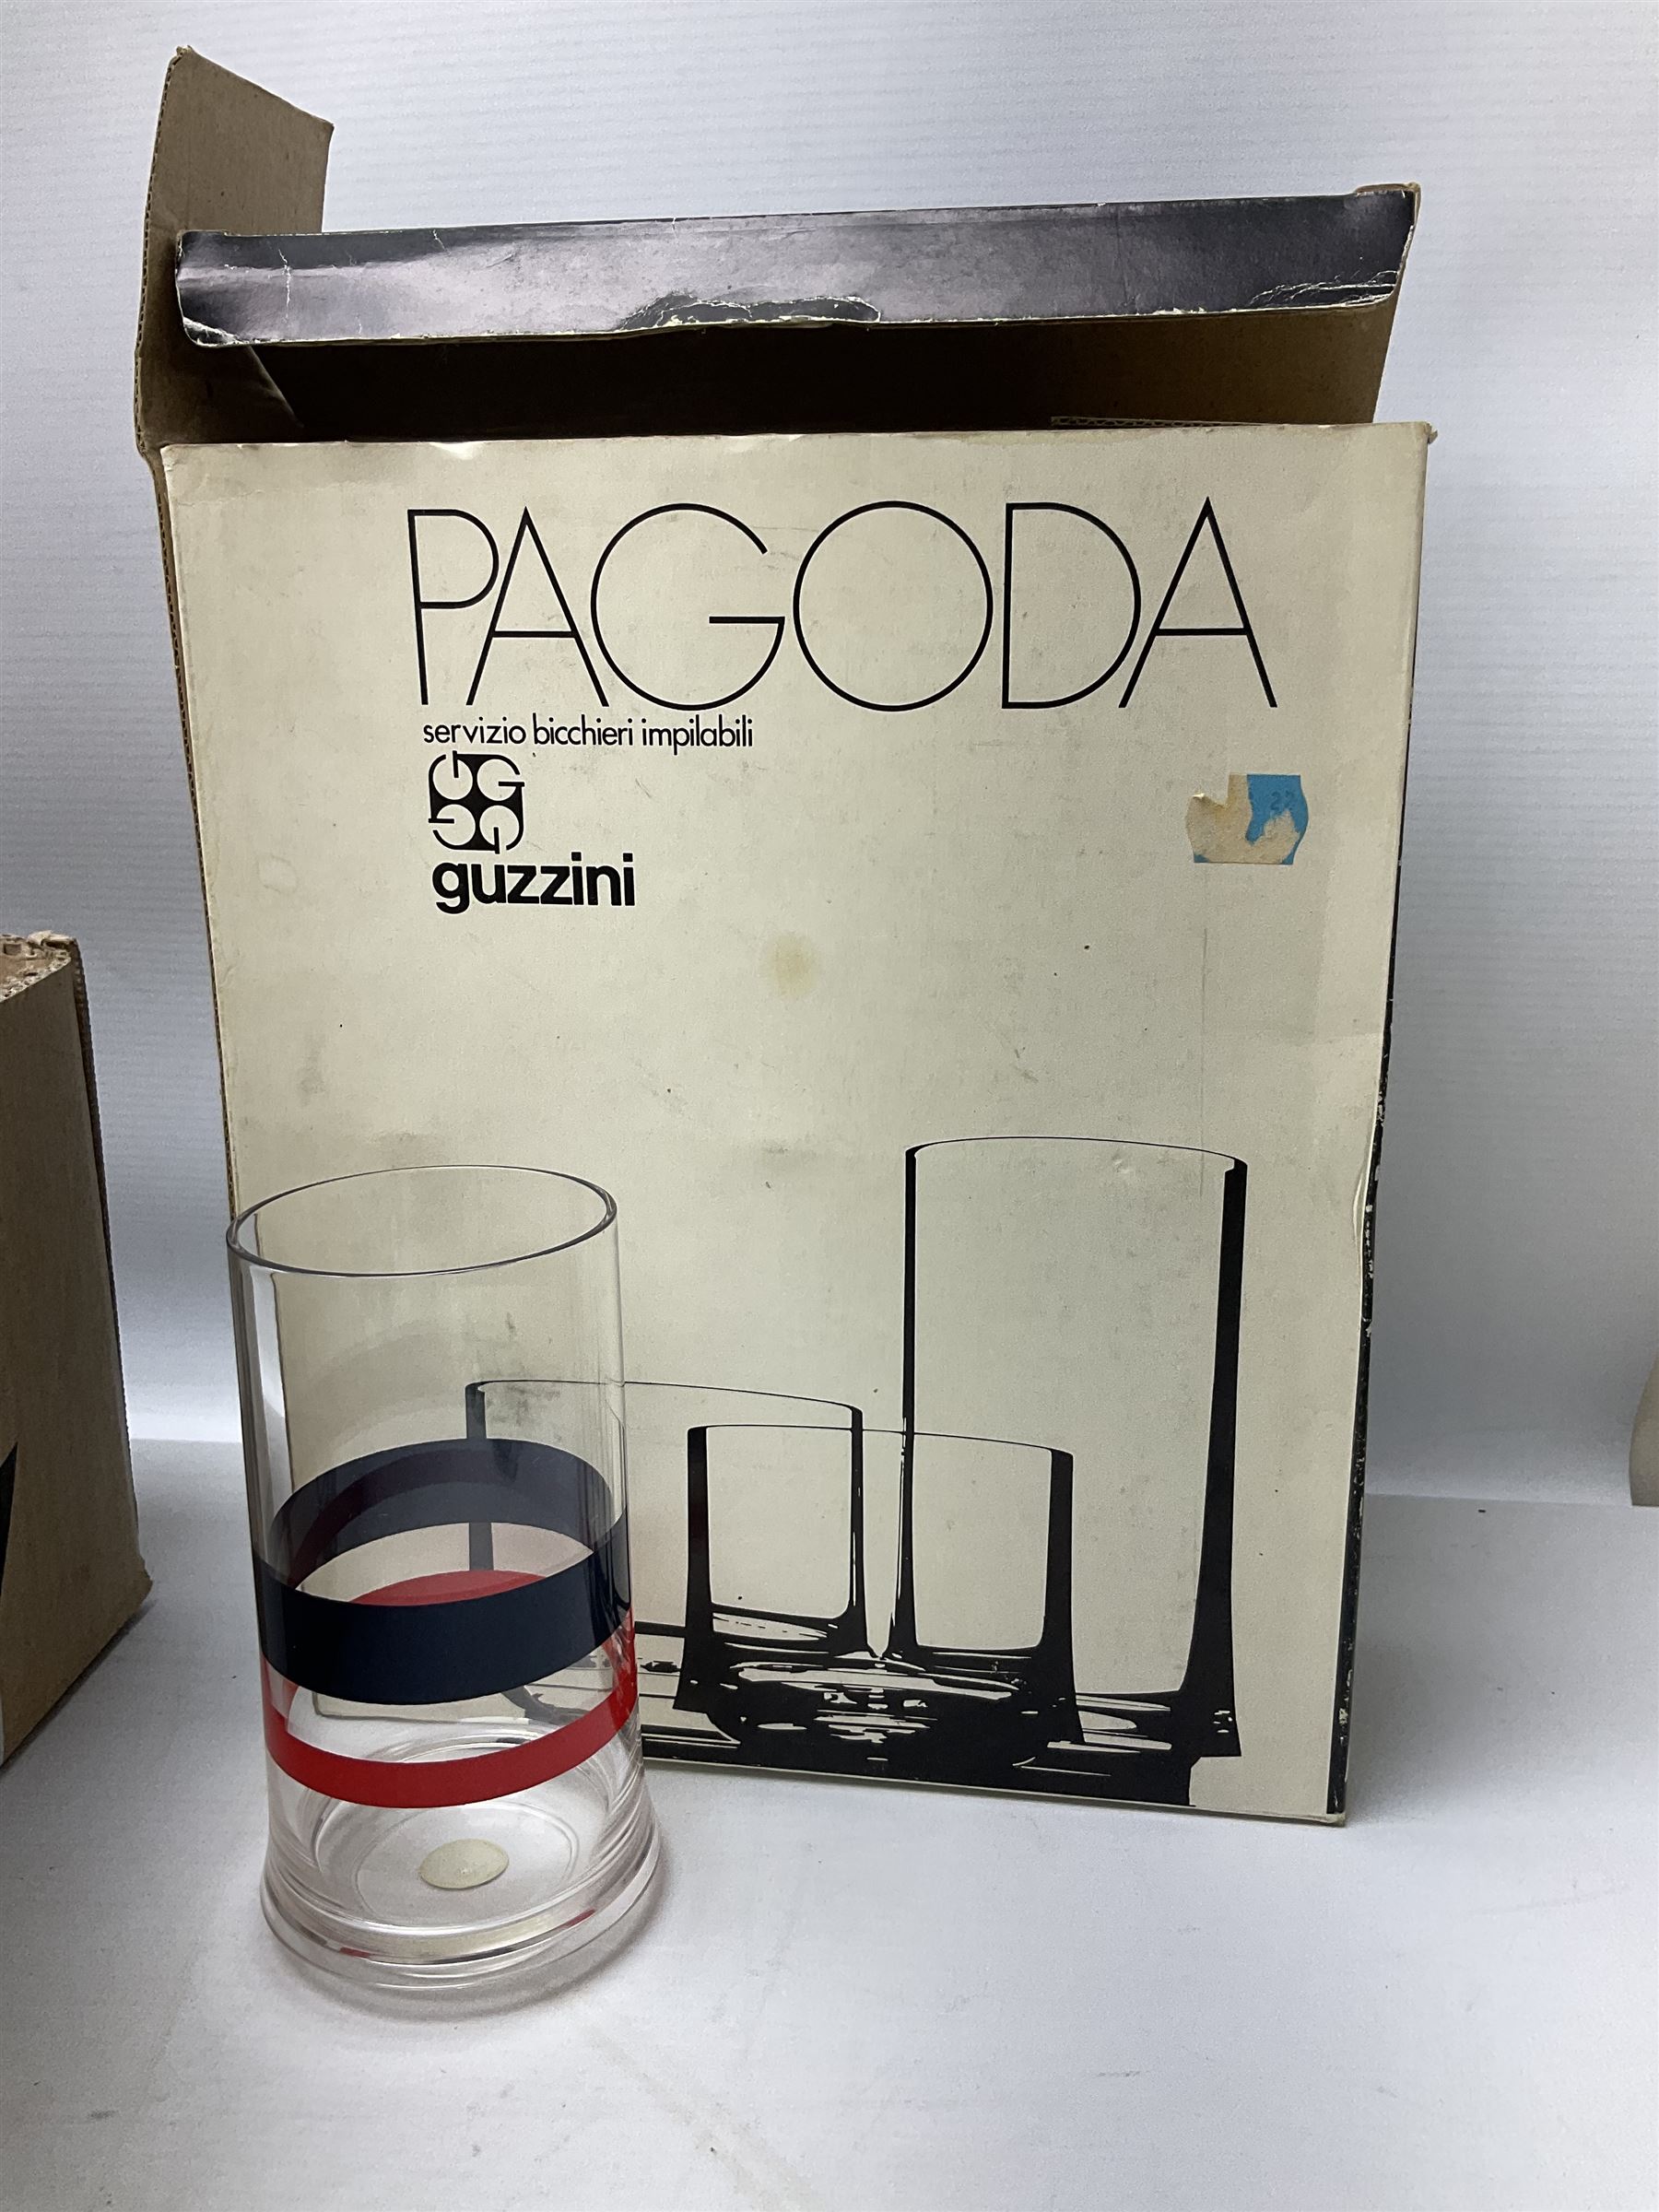 PAGODA
servizio bicchieri impilabili
guzzini